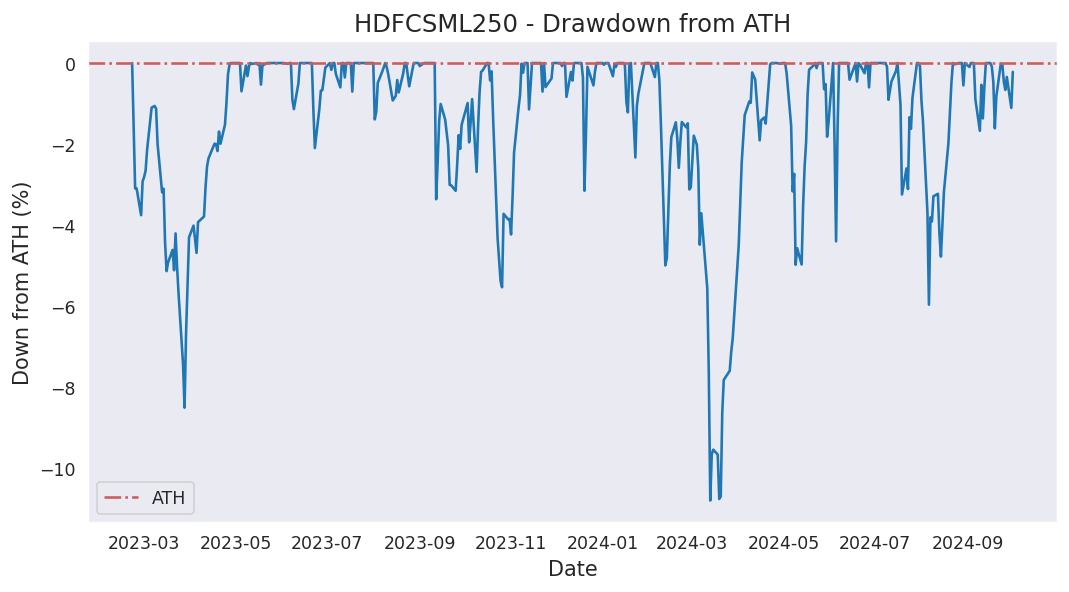 HDFCSML250 - Drawdown from ATH
Down from ATH (%)
0
−2
−4
−6
−8
−10
ATH
2023-03 2023-05 2023-07 2023-09 2023-11 2024-01 2024-03 2024-05 2024-07 2024-09
Date